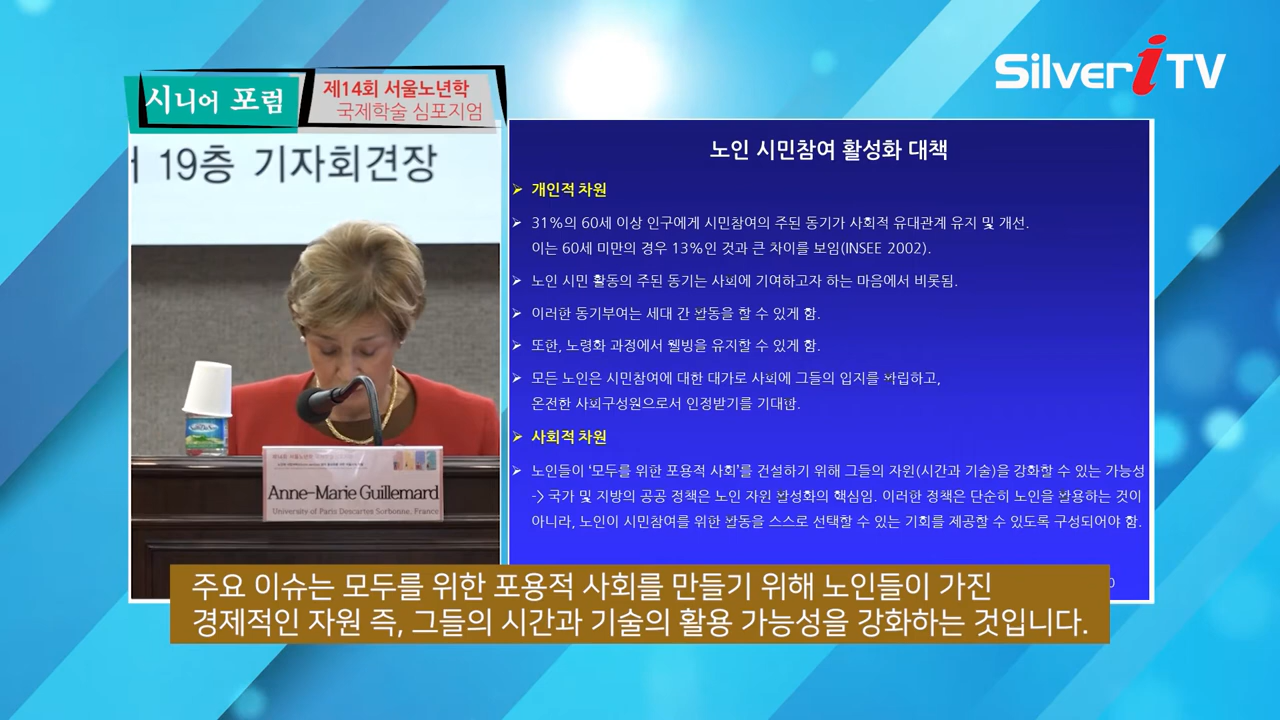 Silver i TV
시니어 포럼
제14회 서울노년학
국제학술 심포지엄
19층 기자회견장
Anne-Marie Guillemard
University of Paris Descartes Sorbonne, France
노인 시민참여 활성화 대책
➢ 개인적 차원
➢ 31%의 60세 이상 인구에게 시민참여의 주된 동기가 사회적 유대관계 유지 및 개선.
이는 60세 미만의 경우 13%인 것과 큰 차이를 보임(INSEE 2002).
➢ 노인 시민 활동의 주된 동기는 사회에 기여하고자 하는 마음에서 비롯됨.
➢ 이러한 동기부여는 세대 간 활동을 할 수 있게 함.
➢ 또한, 노령화 과정에서 웰빙을 유지할 수 있게 함.
➢ 모든 노인은 시민참여에 대한 대가로 사회에 그들의 입지를 확립하고,
온전한 사회구성원으로서 인정받기를 기대함.
➢ 사회적 차원
➢ 노인들이 ‘모두를 위한 포용적 사회’를 건설하기 위해 그들의 자원(시간과 기술)을 강화할 수 있는 가능성
-> 국가 및 지방의 공공 정책은 노인 자원 활성화의 핵심임. 이러한 정책은 단순히 노인을 활용하는 것이
아니라, 노인이 시민참여를 위한 활동을 스스로 선택할 수 있는 기회를 제공할 수 있도록 구성되어야 함.
주요 이슈는 모두를 위한 포용적 사회를 만들기 위해 노인들이 가진
경제적인 자원 즉, 그들의 시간과 기술의 활용 가능성을 강화하는 것입니다.